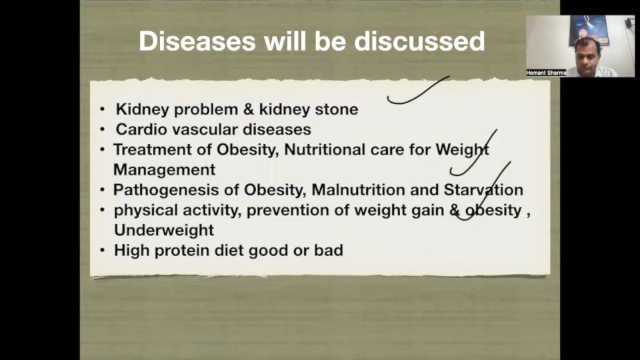 Diseases will be discussed
Hemant Sharma
• Kidney problem & kidney stone
• Cardio vascular diseases
• Treatment of Obesity, Nutritional care for Weight
Management
• Pathogenesis of Obesity, Malnutrition and Starvation
• physical activity, prevention of weight gain & obesity ,
Underweight
• High protein diet good or bad